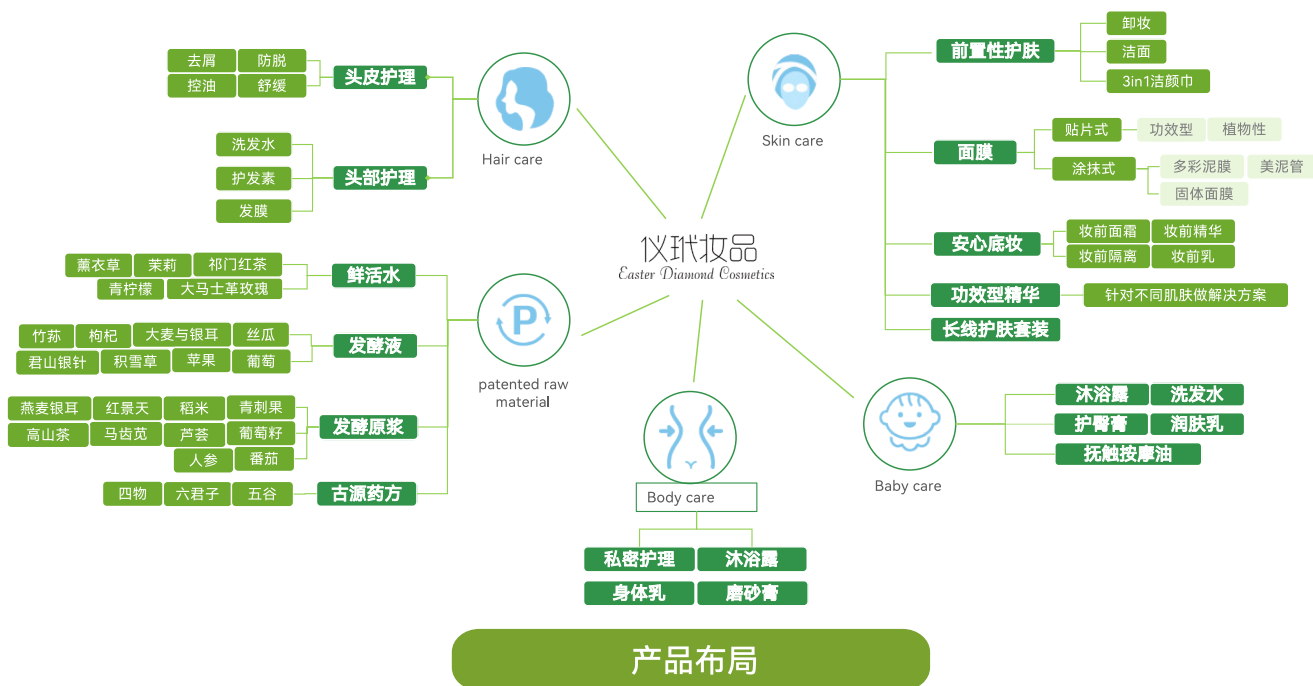 仪玳妆品
Easter Diamond Cosmetics
Hair care
头皮护理
去屑 防脱
控油 舒缓
头部护理
洗发水
护发素
发膜
Skin care
前置性护肤
卸妆
洁面
3in1洁颜巾
面膜
贴片式 功效型 植物性
涂抹式 多彩泥膜 美泥管
固体面膜
安心底妆
妆前面霜 妆前精华
妆前隔离 妆前乳
功效型精华 针对不同肌肤做解决方案
长线护肤套装
P
patented raw
material
鲜活水
薰衣草 茉莉 祁门红茶
青柠檬 大马士革玫瑰
发酵液
竹荪 枸杞 大麦与银耳 丝瓜
君山银针 积雪草 苹果 葡萄
发酵原浆
燕麦银耳 红景天 稻米 青刺果
高山茶 马齿苋 芦荟 葡萄籽
人参 番茄
古源药方
四物 六君子 五谷
Body care
私密护理 沐浴露
身体乳 磨砂膏
Baby care
沐浴露 洗发水
护臀膏 润肤乳
抚触按摩油
产品布局